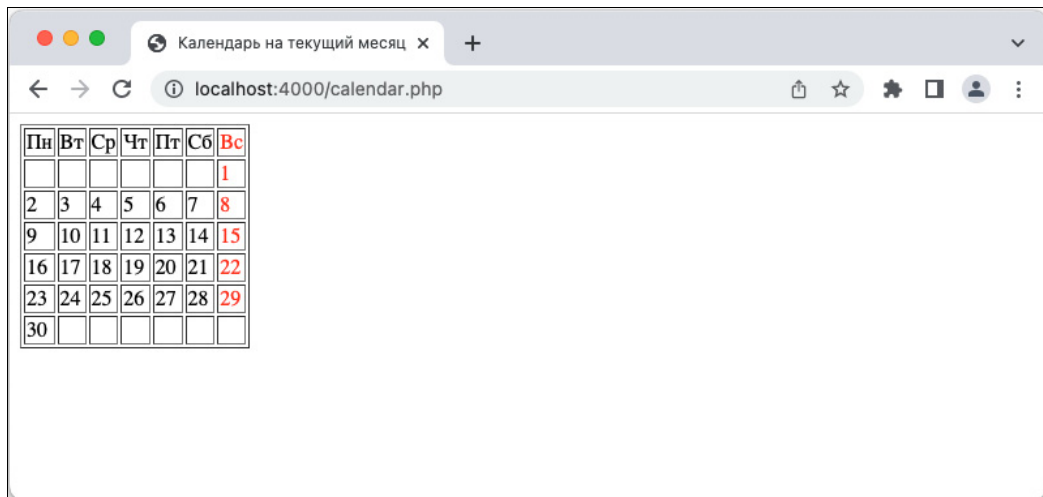 Календарь на текущий месяц
localhost:4000/calendar.php
Пн Вт Ср Чт Пт Сб Вс
1
2 3 4 5 6 7 8
9 10 11 12 13 14 15
16 17 18 19 20 21 22
23 24 25 26 27 28 29
30